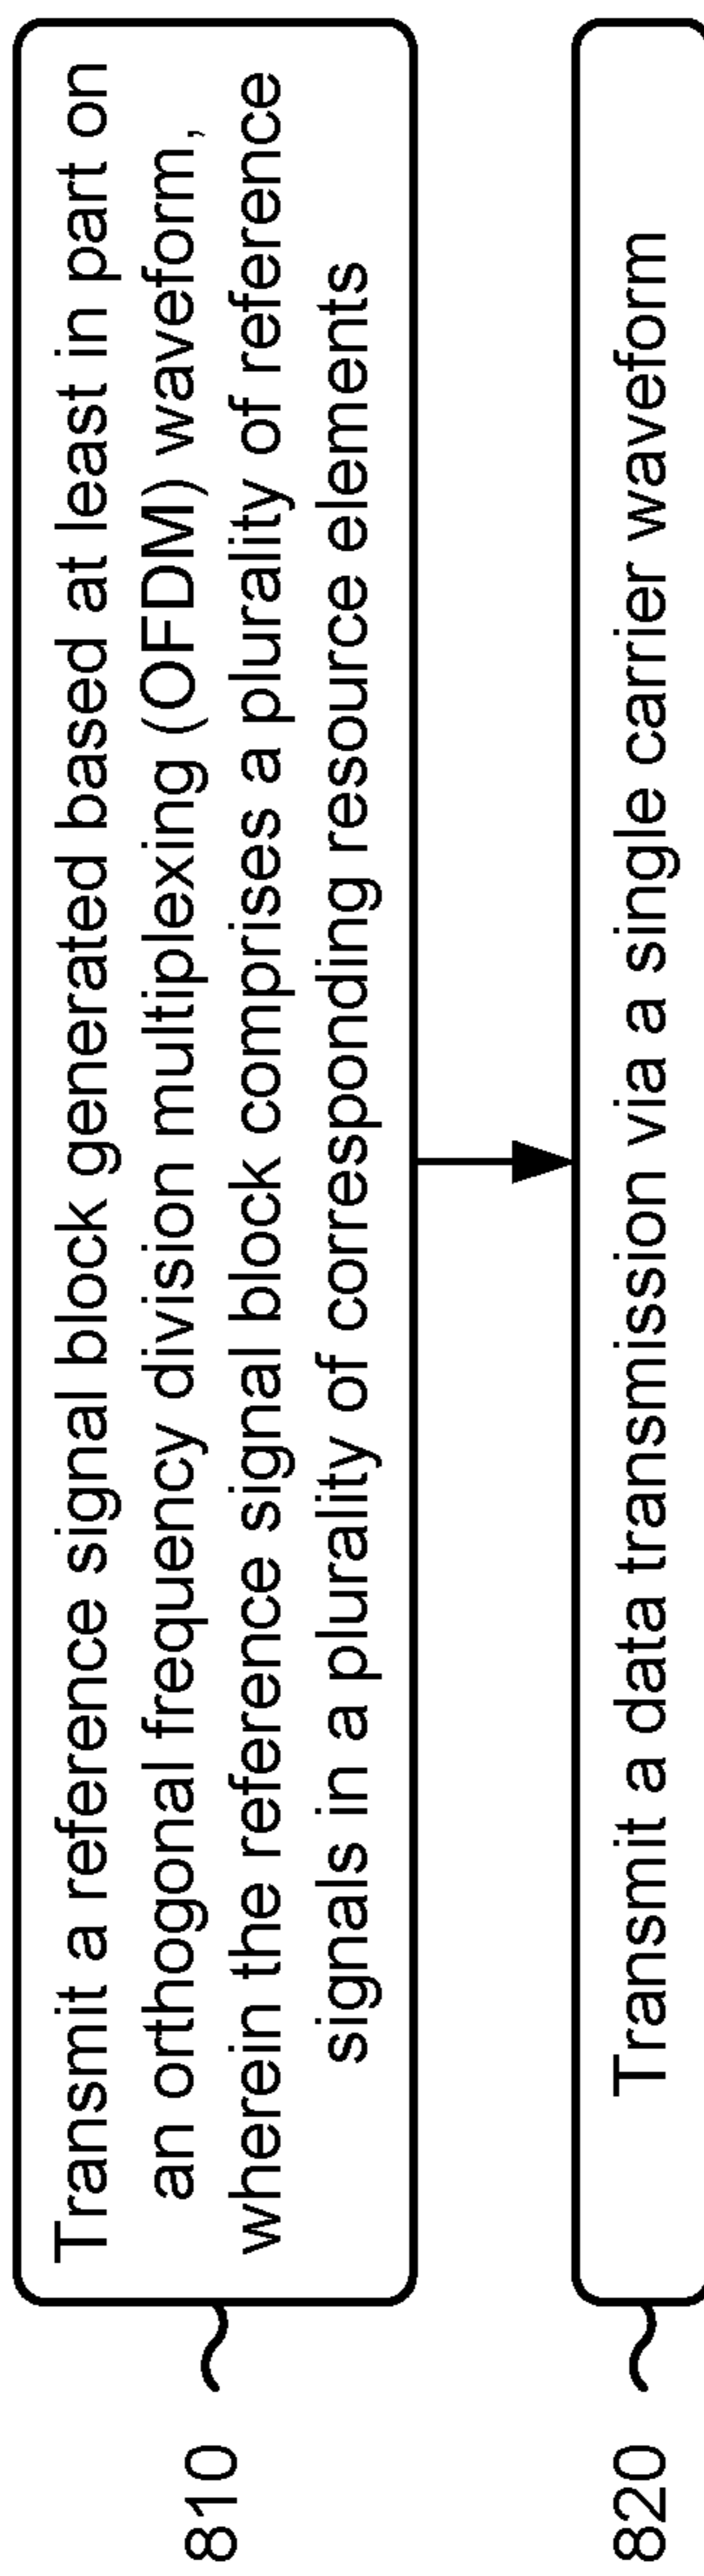 810
Transmit a reference signal block generated based at least in part on
an orthogonal frequency division multiplexing (OFDM) waveform,
wherein the reference signal block comprises a plurality of reference
signals in a plurality of corresponding resource elements
820
Transmit a data transmission via a single carrier waveform